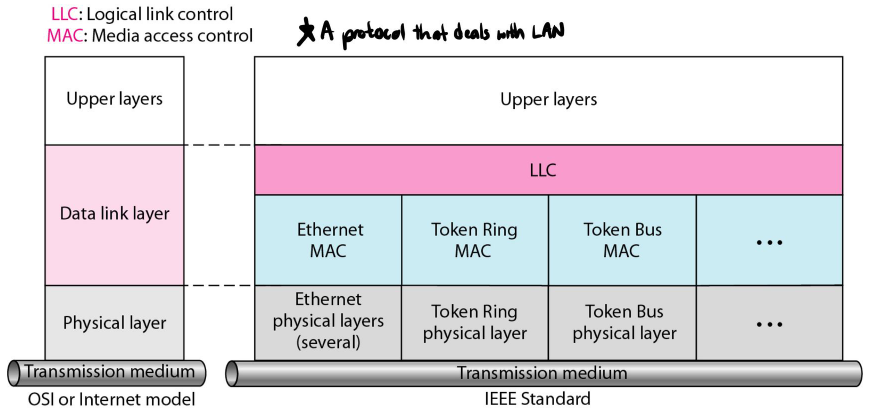 LLC: Logical link control
MAC: Media access control
★ A protocol that deals with LAN
Upper layers
Data link layer
Physical layer
Transmission medium
OSI or Internet model
Upper layers
LLC
Ethernet
MAC
Token Ring
MAC
Token Bus
MAC
...
Ethernet
physical layers
(several)
Token Ring
physical layer
Token Bus
physical layer
...
Transmission medium
IEEE Standard